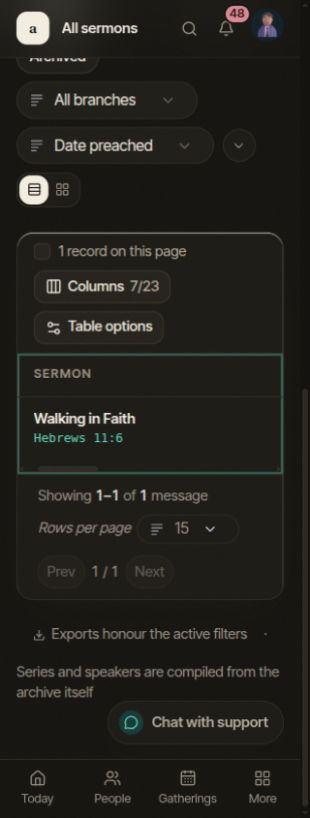 a
All sermons
48
Archived
All branches
Date preached
1 record on this page
Columns 7/23
Table options
SERMON
Walking in Faith
Hebrews 11:6
Showing 1–1 of 1 message
Rows per page 15
Prev 1 / 1 Next
Exports honour the active filters ·
Series and speakers are compiled from the
archive itself
Chat with support
Today People Gatherings More